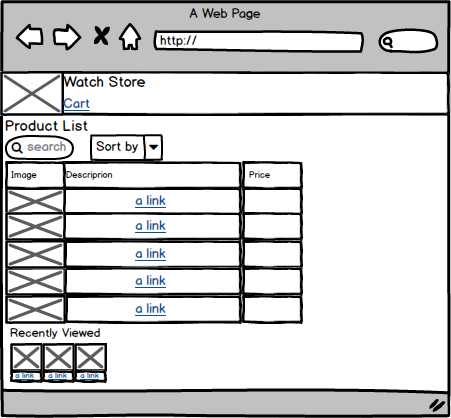 A Web Page
http://
Watch Store
Cart
Product List
search
Sort by
Image Descriprion Price
a link
a link
a link
a link
a link
Recently Viewed
a link a link a link